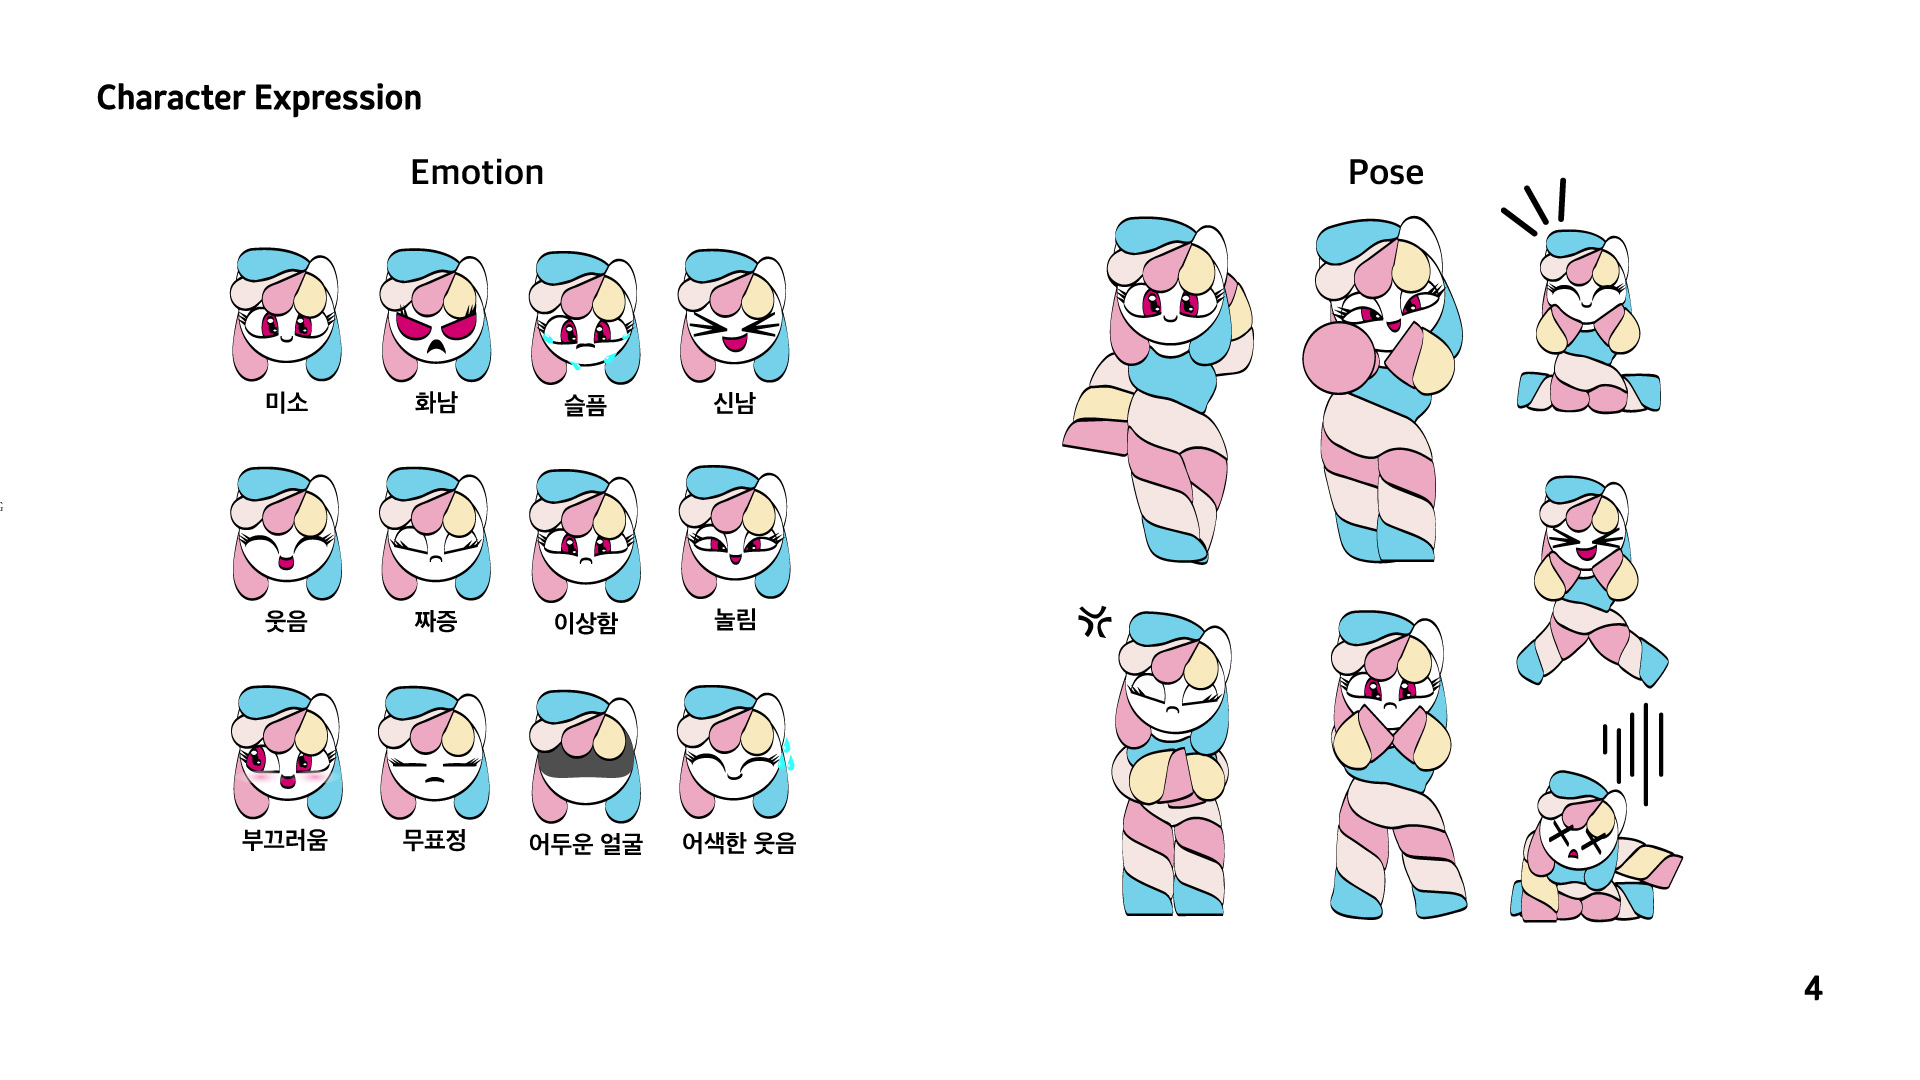 Character Expression
Emotion
미소
화남
슬픔
신남
웃음
짜증
이상함
놀림
부끄러움
무표정
어두운 얼굴
어색한 웃음
Pose
4